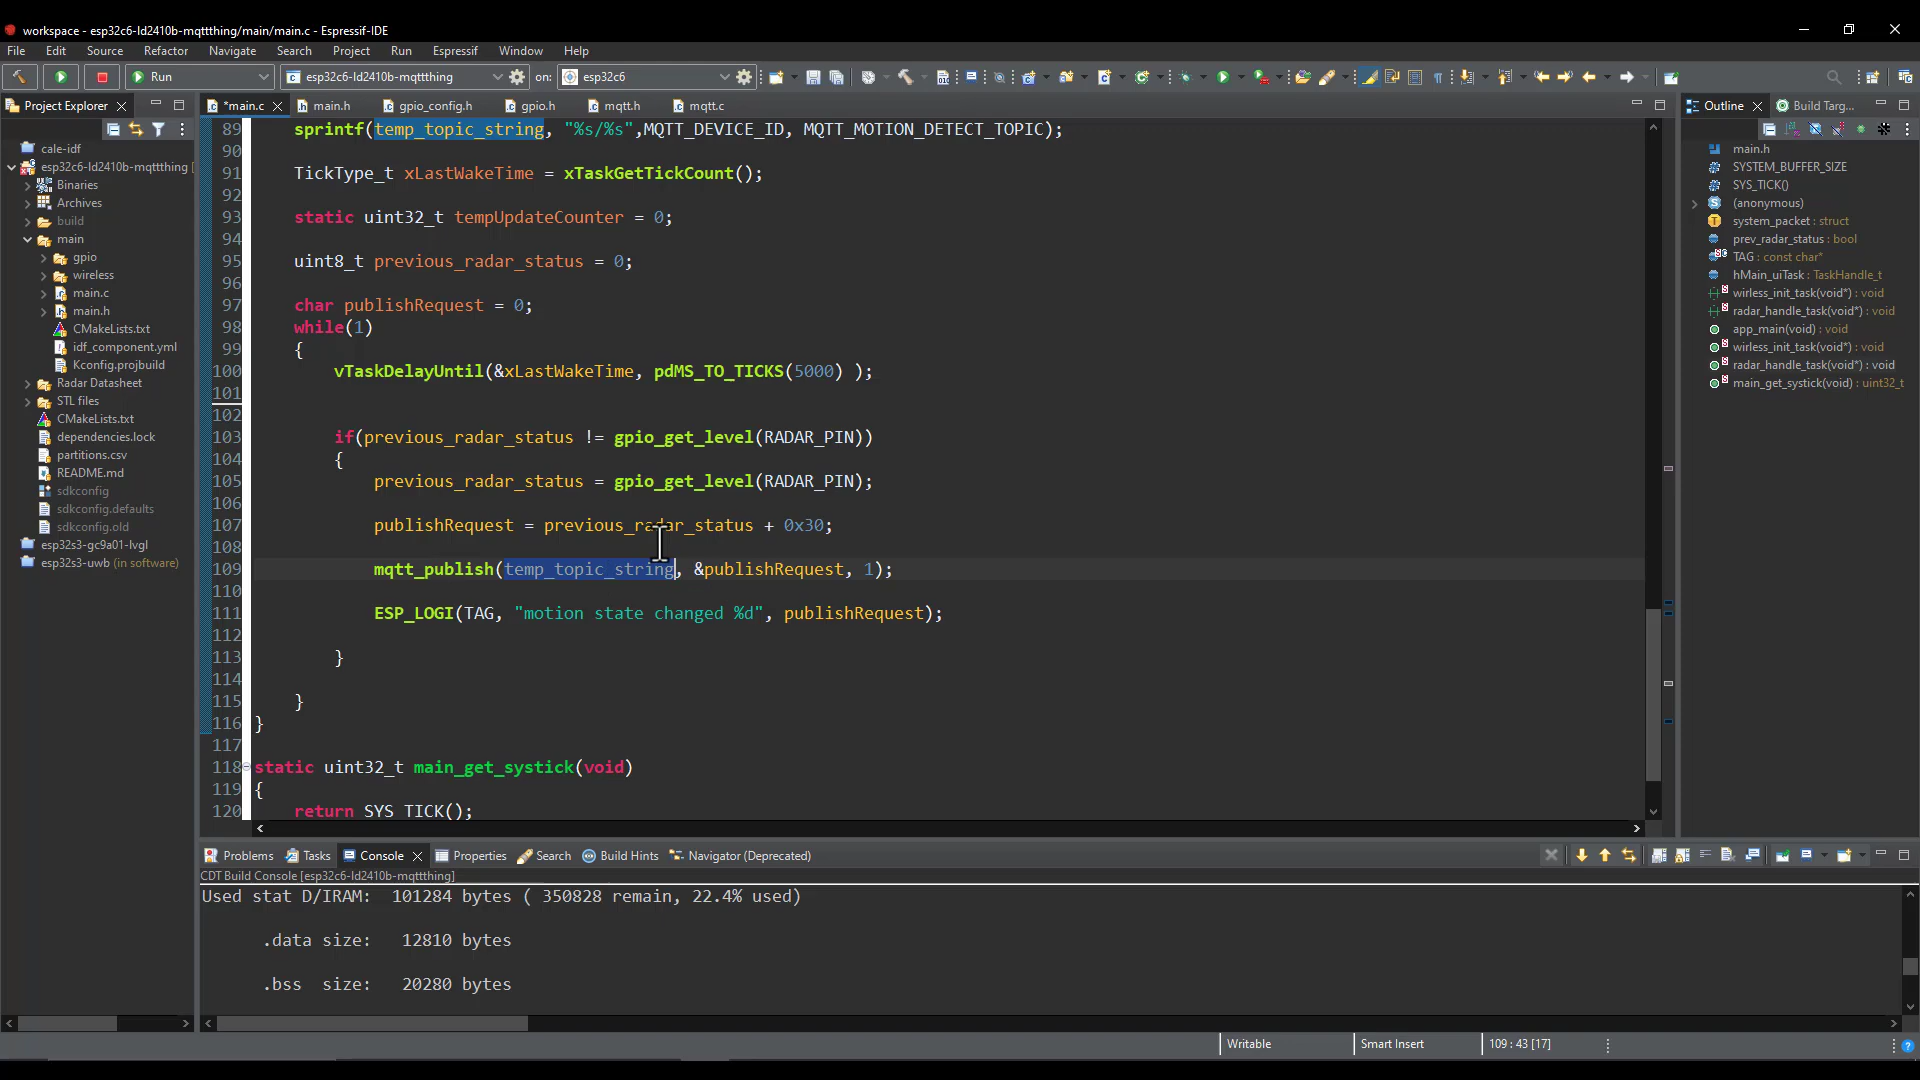 workspace - esp32c6-ld2410b-mqttthing/main/main.c - Espressif-IDE
File Edit Source Refactor Navigate Search Project Run Espressif Window Help
Run esp32c6-ld2410b-mqttthing on: esp32c6
Project Explorer
*main.c main.h gpio_config.h gpio.h mqtt.h mqtt.c
Outline Build Targ...
cale-idf
esp32c6-ld2410b-mqttthing [
Binaries
Archives
build
main
gpio
wireless
main.c
main.h
CMakeLists.txt
idf_component.yml
Kconfig.projbuild
Radar Datasheet
STL files
CMakeLists.txt
dependencies.lock
partitions.csv
README.md
sdkconfig
sdkconfig.defaults
sdkconfig.old
esp32s3-gc9a01-lvgl
esp32s3-uwb (in software)
89 sprintf(temp_topic_string, "%s/%s",MQTT_DEVICE_ID, MQTT_MOTION_DETECT_TOPIC);
90
91 TickType_t xLastWakeTime = xTaskGetTickCount();
92
93 static uint32_t tempUpdateCounter = 0;
94
95 uint8_t previous_radar_status = 0;
96
97 char publishRequest = 0;
98 while(1)
99 {
100 vTaskDelayUntil(&xLastWakeTime, pdMS_TO_TICKS(5000) );
101
102
103 if(previous_radar_status != gpio_get_level(RADAR_PIN))
104 {
105 previous_radar_status = gpio_get_level(RADAR_PIN);
106
107 publishRequest = previous_radar_status + 0x30;
108
109 mqtt_publish(temp_topic_string, &publishRequest, 1);
110
111 ESP_LOGI(TAG, "motion state changed %d", publishRequest);
112
113 }
114
115 }
116 }
117
118 static uint32_t main_get_systick(void)
119 {
120 return SYS_TICK();
main.h
SYSTEM_BUFFER_SIZE
SYS_TICK()
(anonymous)
system_packet : struct
prev_radar_status : bool
TAG : const char*
hMain_uiTask : TaskHandle_t
wirless_init_task(void*) : void
radar_handle_task(void*) : void
app_main(void) : void
wirless_init_task(void*) : void
radar_handle_task(void*) : void
main_get_systick(void) : uint32_t
Problems Tasks Console Properties Search Build Hints Navigator (Deprecated)
CDT Build Console [esp32c6-ld2410b-mqttthing]
Used stat D/IRAM: 101284 bytes ( 350828 remain, 22.4% used)
.data size: 12810 bytes
.bss size: 20280 bytes
Writable Smart Insert 109 : 43 [17]